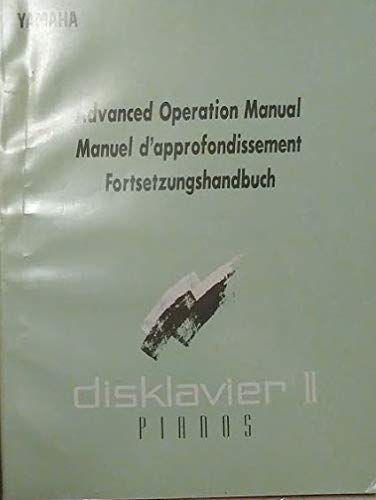 YAMAHA
Advanced Operation Manual
Manuel d'approfondissement
Fortsetzungshandbuch
disklavier II
PIANOS